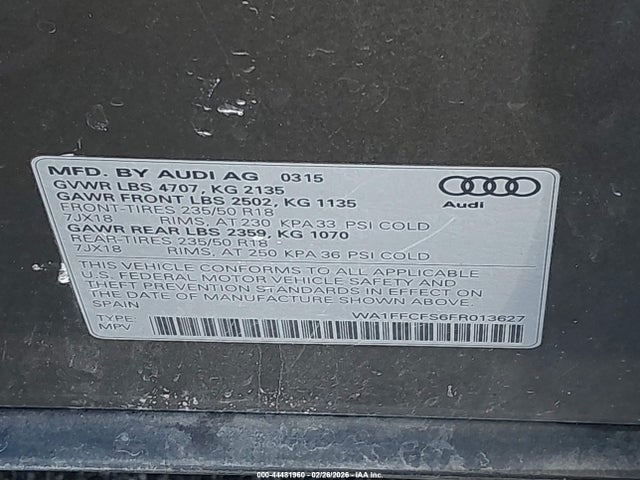 MFD. BY AUDI AG 0315
GVWR LBS 4707, KG 2135
GAWR FRONT LBS 2502, KG 1135
FRONT-TIRES 235/50 R18
7JX18 RIMS, AT 230 KPA 33 PSI COLD
GAWR REAR LBS 2359, KG 1070
REAR-TIRES 235/50 R18
7JX18 RIMS, AT 250 KPA 36 PSI COLD
Audi
THIS VEHICLE CONFORMS TO ALL APPLICABLE
U.S. FEDERAL MOTOR VEHICLE SAFETY AND
THEFT PREVENTION STANDARDS IN EFFECT ON
THE DATE OF MANUFACTURE SHOWN ABOVE.
SPAIN
TYPE: WA1FFCFS6FR013627
MPV
000-44481960 - 02/26/2026 - IAA Inc.